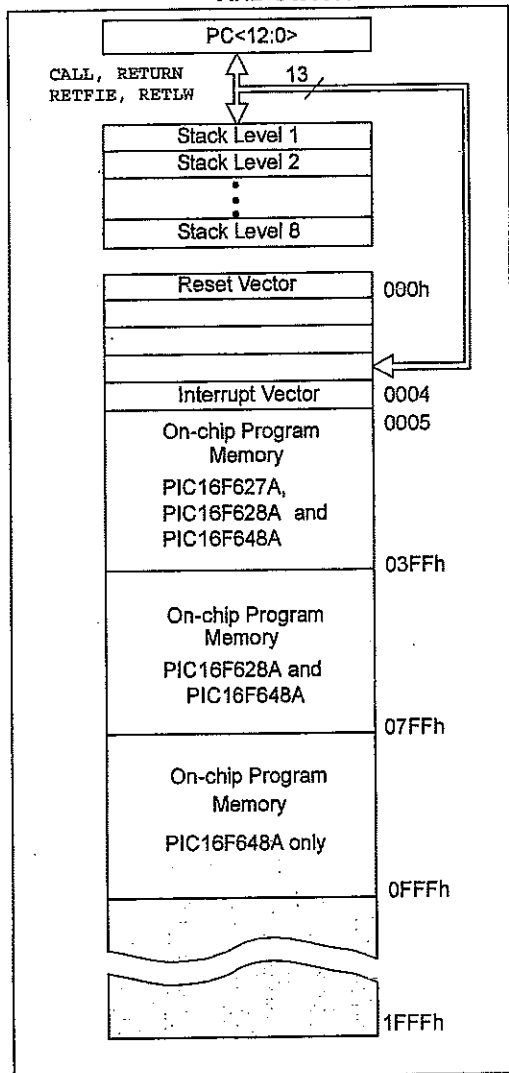 PC<12:0>
CALL, RETURN
RETFIE, RETLW
13
Stack Level 1
Stack Level 2
Stack Level 8
Reset Vector
000h
Interrupt Vector
0004
0005
On-chip Program
Memory
PIC16F627A,
PIC16F628A and
PIC16F648A
03FFh
On-chip Program
Memory
PIC16F628A and
PIC16F648A
07FFh
On-chip Program
Memory
PIC16F648A only
0FFFh
1FFFh